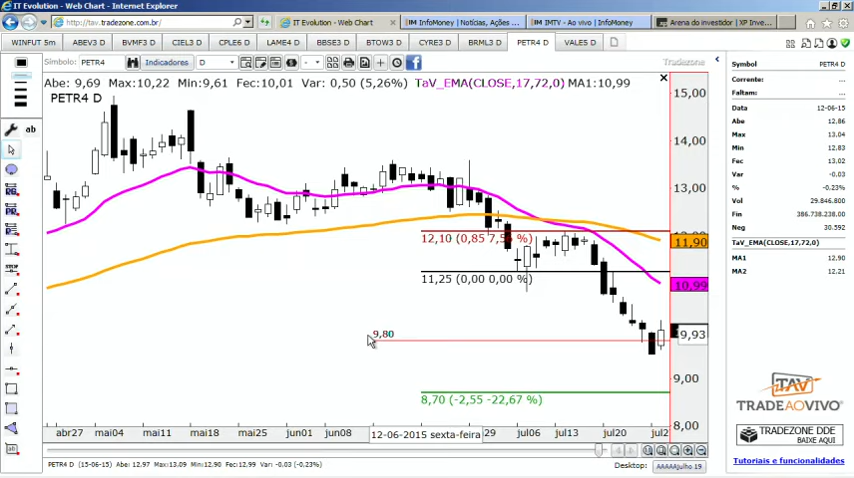 IT Evolution - Web Chart - Internet Explorer
http://tav.tradezone.com.br/
IT Evolution - Web Chart
InfoMoney | Notícias, Ações ...
IMTV - Ao vivo | InfoMoney
Arena do investidor | XP Inve...
WINFUT 5m
ABEV3 D
BVMF3 D
CIEL3 D
CPLE6 D
LAME4 D
BBSE3 D
BTOW3 D
CYRE3 D
BRML3 D
PETR4 D
VALE5 D
Símbolo: PETR4
Indicadores
D
Tradezone
ab
Abe: 9,69 Max:10,22 Min:9,61 Fec:10,01 Var: 0,50 (5,26%) TaV_EMA(CLOSE,17,72,0) MA1:10,99
PETR4 D
15,00
14,00
13,00
11,90
10,99
9,93
9,00
8,00
12,10 (0,85 7,56 %)
11,25 (0,00 0,00 %)
9,80
8,70 (-2,55 -22,67 %)
abr27
mai04
mai11
mai18
mai25
jun01
jun08
12-06-2015 sexta-feira
29
jul06
jul13
jul20
jul2
PETR4 D (15-06-15) Abe: 12,97 Max:13,09 Min:12,90 Fec:12,99 Var: -0,03 (-0,23%)
Desktop:
AAAAAJulho 19
Symbol PETR4 D
Corrente: --
Faltam: --
Data 12-06-15
Abe 12,86
Max 13,04
Min 12,83
Fec 13,02
Var -0,03
% -0,23%
Vol 29.846.800
Fin 386.738.238,00
Neg 30.592
TaV_EMA(CLOSE,17,72,0)
MA1 12,90
MA2 12,21
TAV
TRADEAOVIVO
TRADEZONE DDE
BAIXE AQUI
Tutoriais e funcionalidades